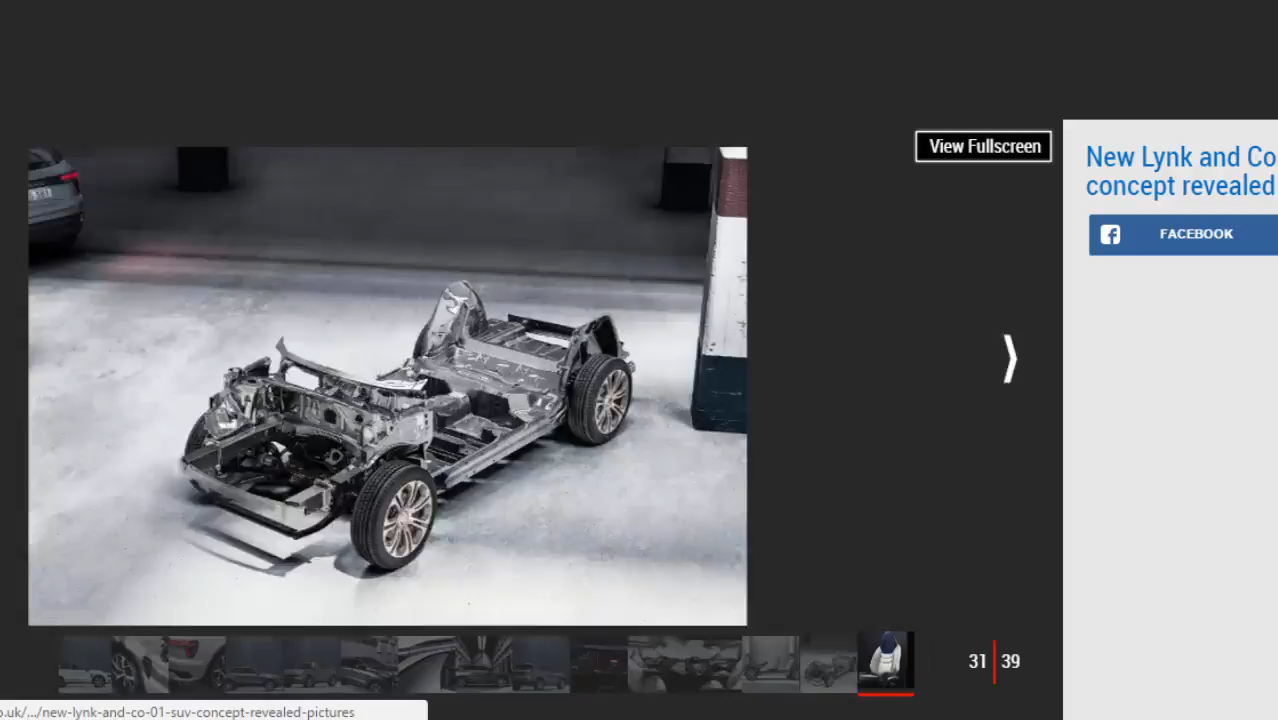 View Fullscreen
New Lynk and Co
concept revealed
FACEBOOK
31 39
o.uk/.../new-lynk-and-co-01-suv-concept-revealed-pictures